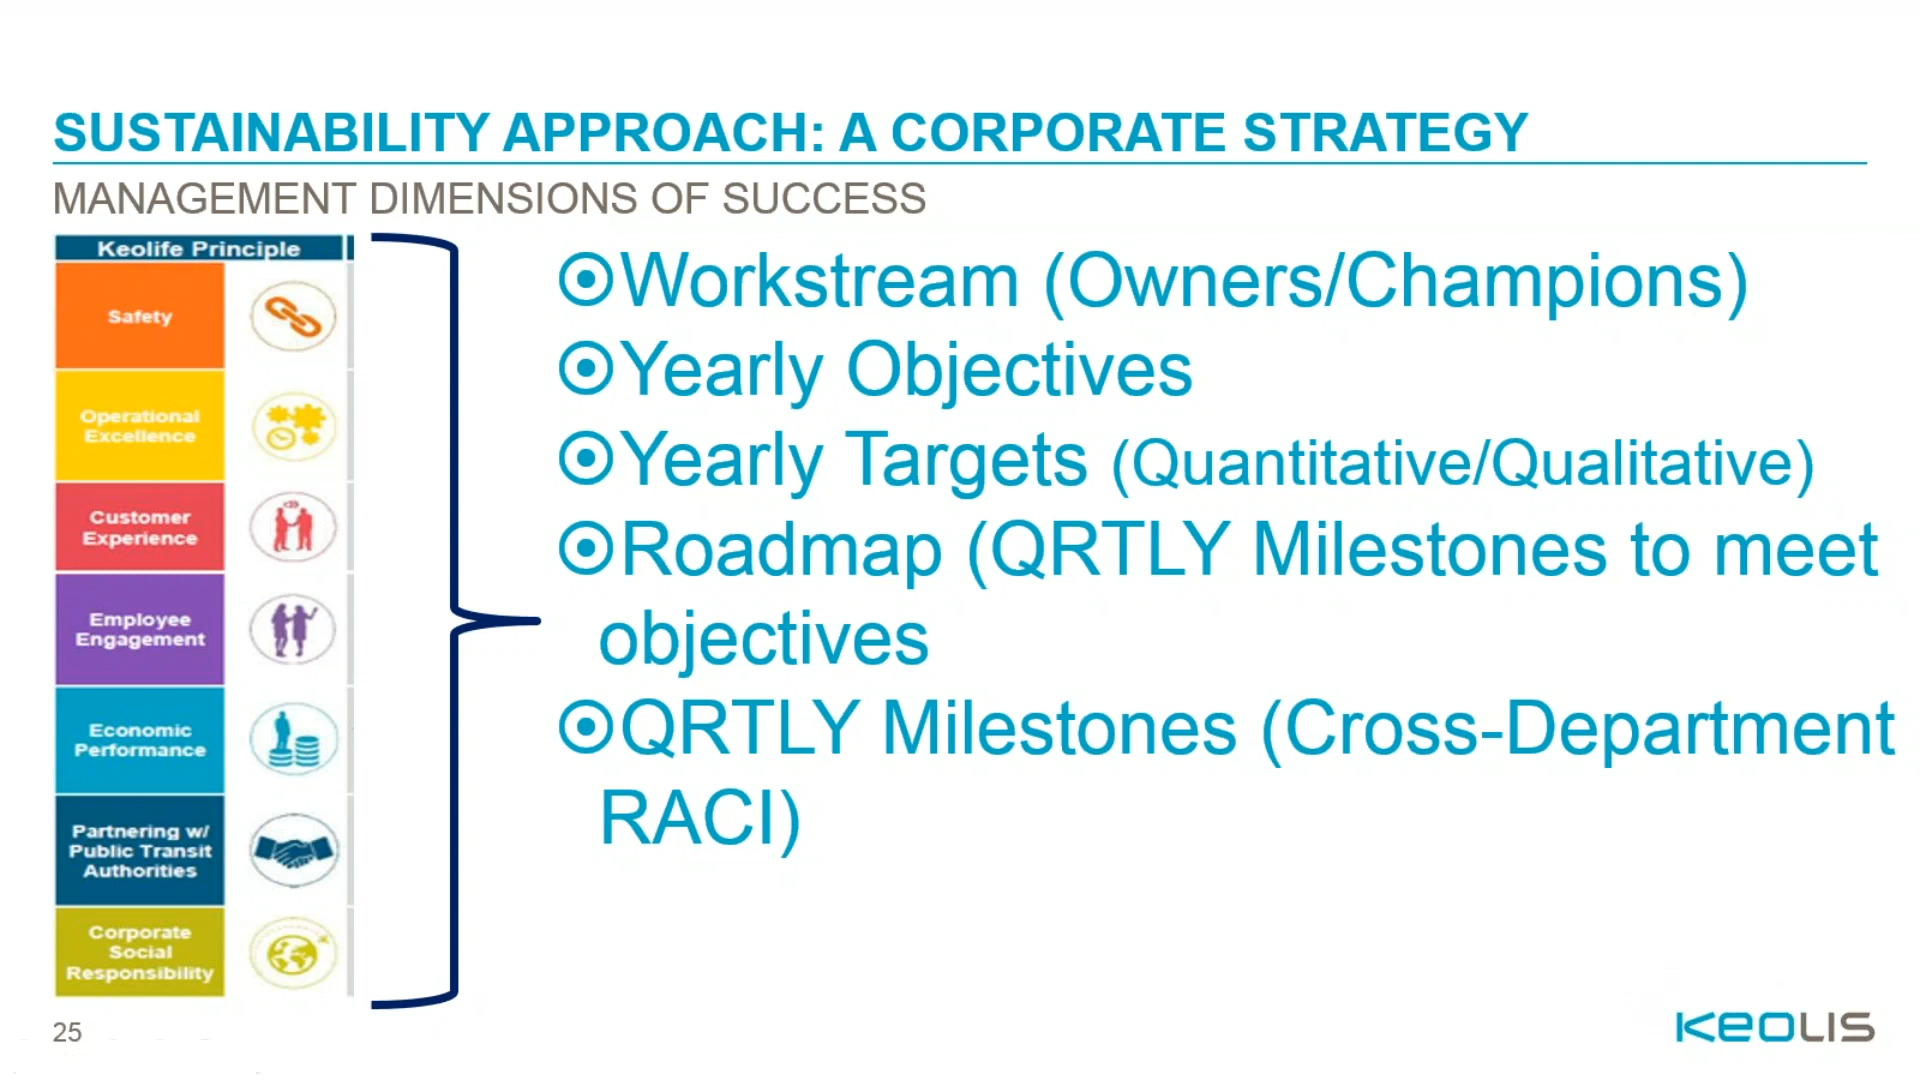 SUSTAINABILITY APPROACH: A CORPORATE STRATEGY
MANAGEMENT DIMENSIONS OF SUCCESS
Keolife Principle
Safety
Operational
Excellence
Customer
Experience
Employee
Engagement
Economic
Performance
Partnering w/
Public Transit
Authorities
Corporate
Social
Responsibility
Workstream (Owners/Champions)
Yearly Objectives
Yearly Targets (Quantitative/Qualitative)
Roadmap (QRTLY Milestones to meet
objectives
QRTLY Milestones (Cross-Department
RACI)
25
KEOLIS